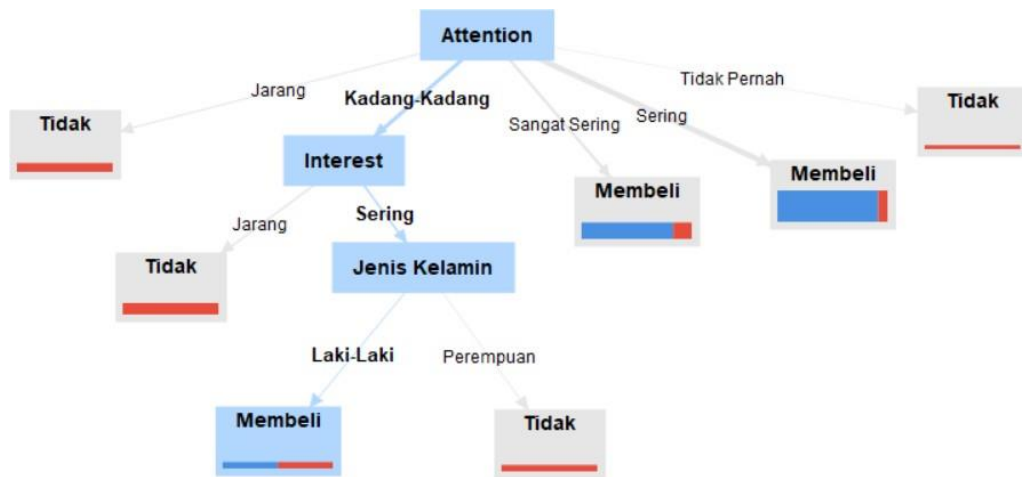 Attention
Jarang
Kadang-Kadang
Sangat Sering
Sering
Tidak Pernah
Tidak
Interest
Membeli
Membeli
Tidak
Jarang
Sering
Tidak
Jenis Kelamin
Laki-Laki
Perempuan
Membeli
Tidak